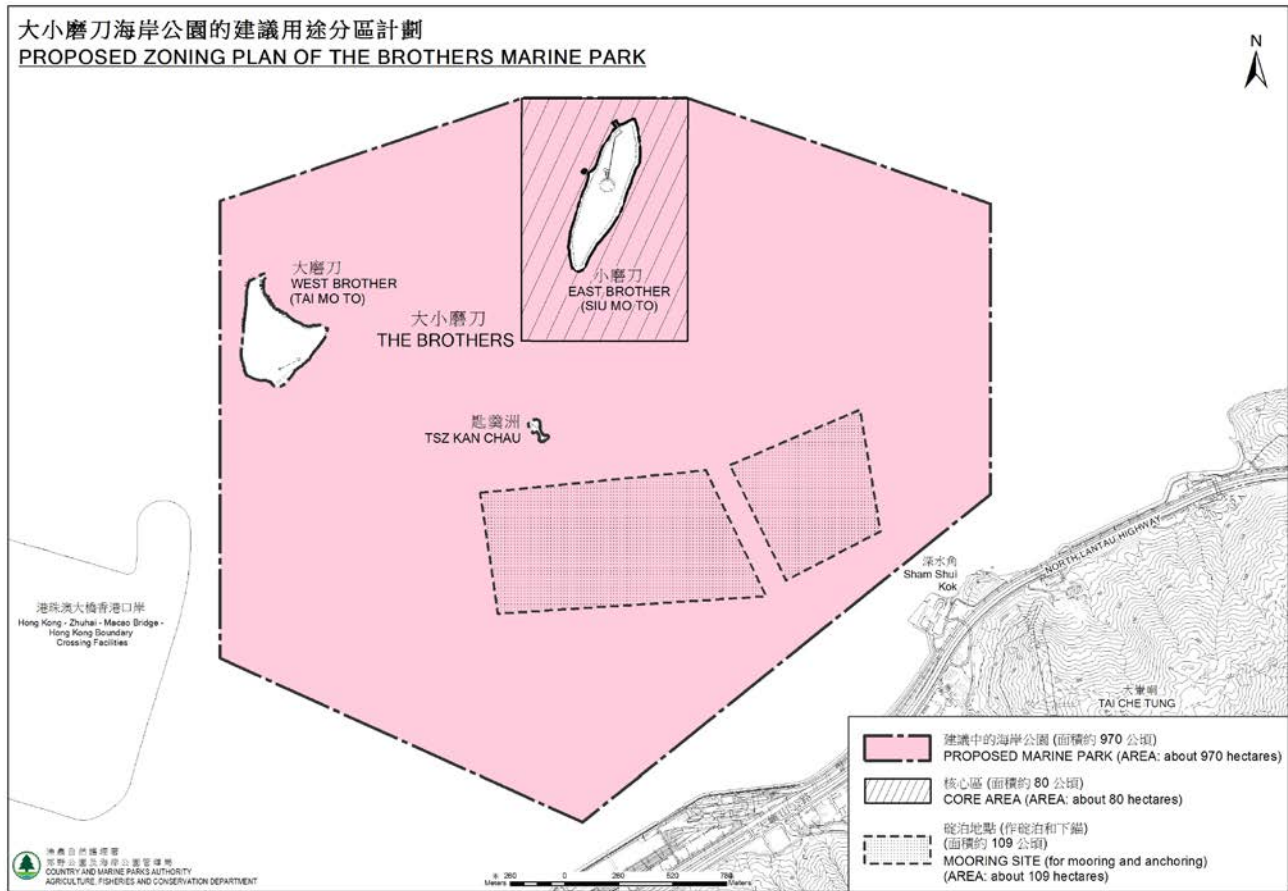 大小磨刀海岸公園的建議用途分區計劃
PROPOSED ZONING PLAN OF THE BROTHERS MARINE PARK
N
大磨刀
WEST BROTHER
(TAI MO TO)
小磨刀
EAST BROTHER
(SIU MO TO)
大小磨刀
THE BROTHERS
匙羹洲
TSZ KAN CHAU
NORTH LANTAU HIGHWAY
深水角
Sham Shui
Kok
港珠澳大橋香港口岸
Hong Kong - Zhuhai - Macao Bridge -
Hong Kong Boundary
Crossing Facilities
TAI CHE TUNG
建議中的海岸公園 (面積約 970 公頃)
PROPOSED MARINE PARK (AREA: about 970 hectares)
核心區 (面積約 80 公頃)
CORE AREA (AREA: about 80 hectares)
碇泊地點 (作碇泊和下錨)
(面積約 109 公頃)
MOORING SITE (for mooring and anchoring)
(AREA: about 109 hectares)
漁農自然護理署
郊野公園及海岸公園管理局
COUNTRY AND MARINE PARKS AUTHORITY
AGRICULTURE, FISHERIES AND CONSERVATION DEPARTMENT
Meters 260 0 260 520 780 Meters